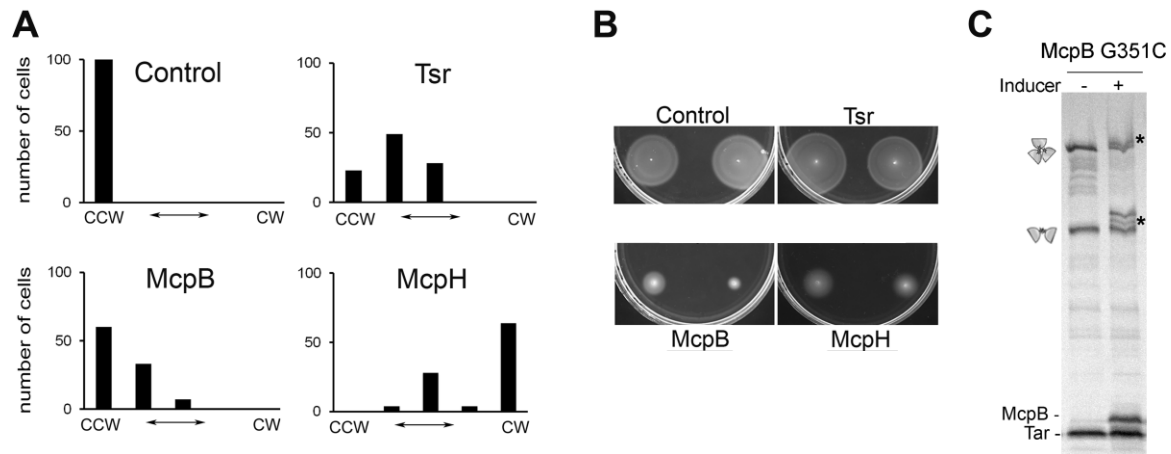 A
number of cells
100
50
0
Control
CCW
CW
100
50
0
Tsr
CCW
CW
number of cells
100
50
0
McpB
CCW
CW
100
50
0
McpH
CCW
CW
B
Control Tsr
McpB McpH
C
McpB G351C
Inducer - +
*
*
McpB -
Tar -